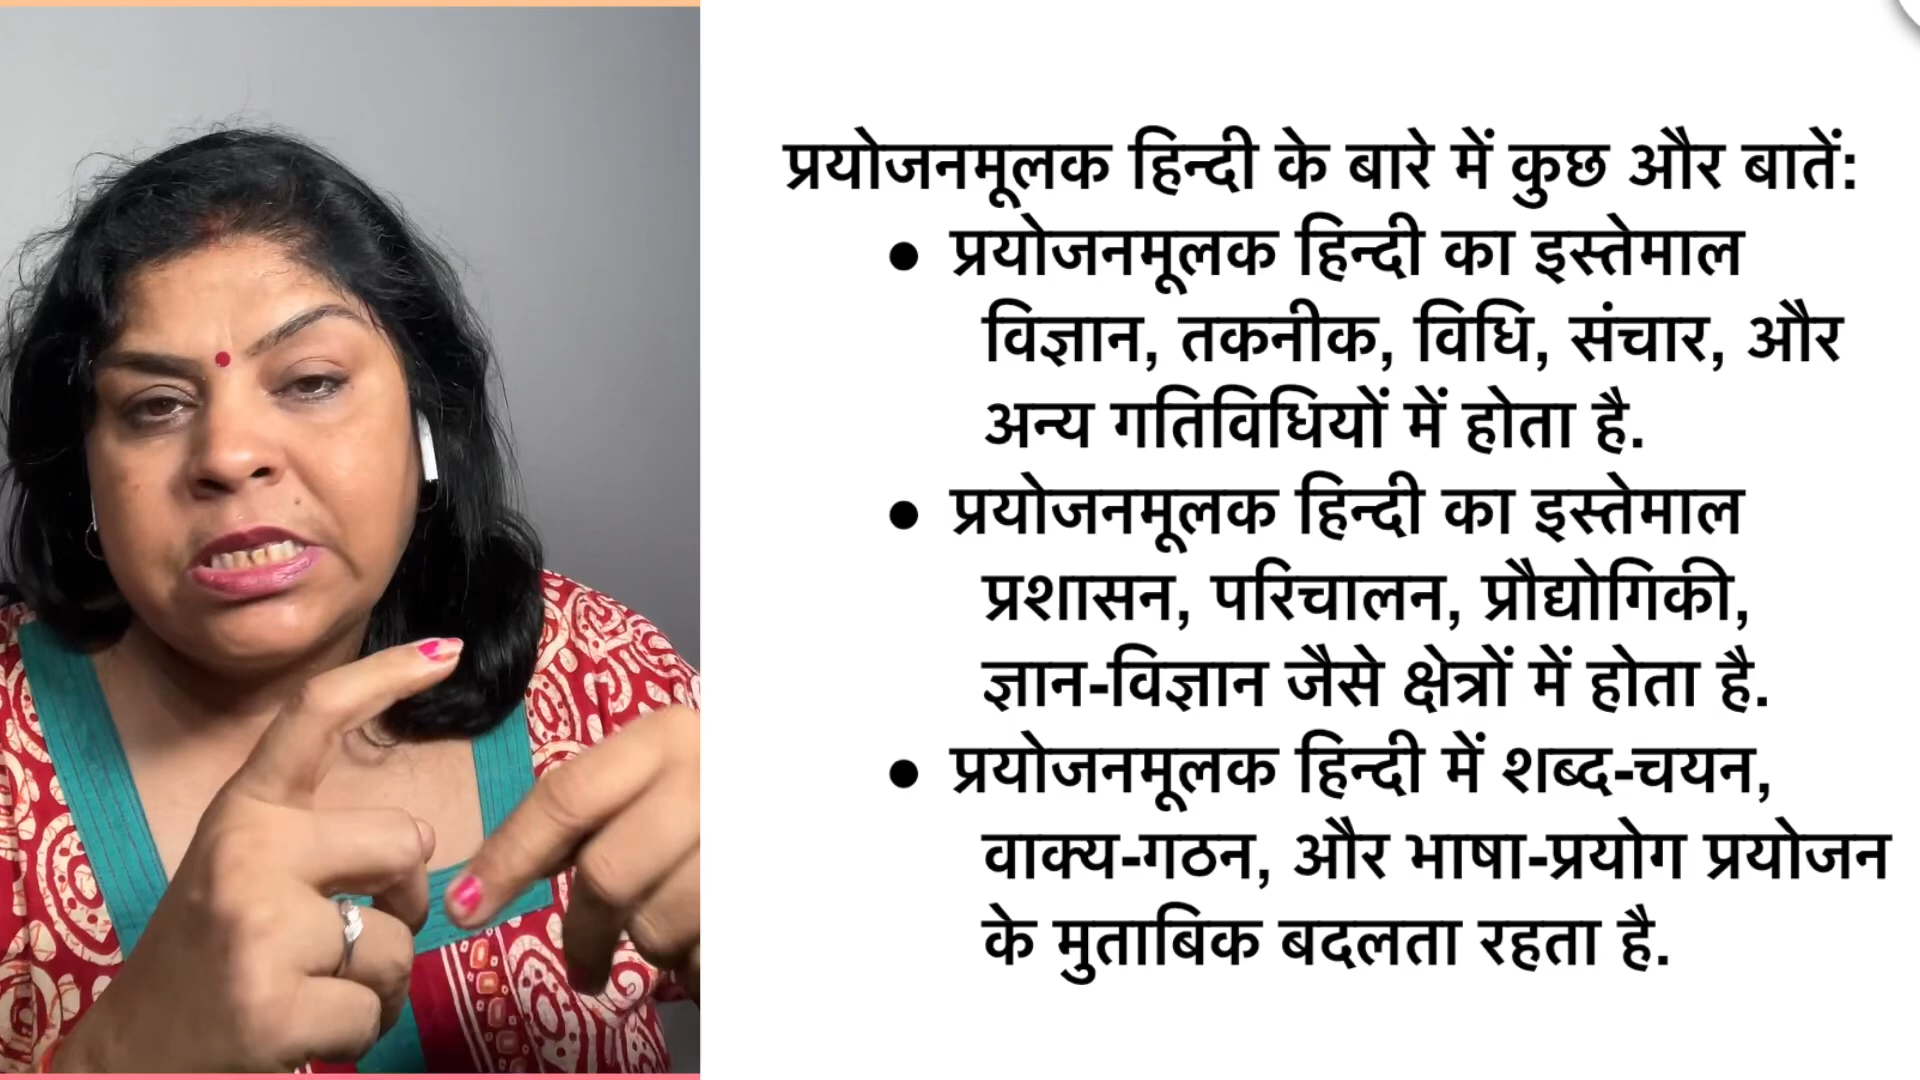 प्रयोजनमूलक हिन्दी के बारे में कुछ और बातें:
● प्रयोजनमूलक हिन्दी का इस्तेमाल
विज्ञान, तकनीक, विधि, संचार, और
अन्य गतिविधियों में होता है.
● प्रयोजनमूलक हिन्दी का इस्तेमाल
प्रशासन, परिचालन, प्रौद्योगिकी,
ज्ञान-विज्ञान जैसे क्षेत्रों में होता है.
● प्रयोजनमूलक हिन्दी में शब्द-चयन,
वाक्य-गठन, और भाषा-प्रयोग प्रयोजन
के मुताबिक बदलता रहता है.